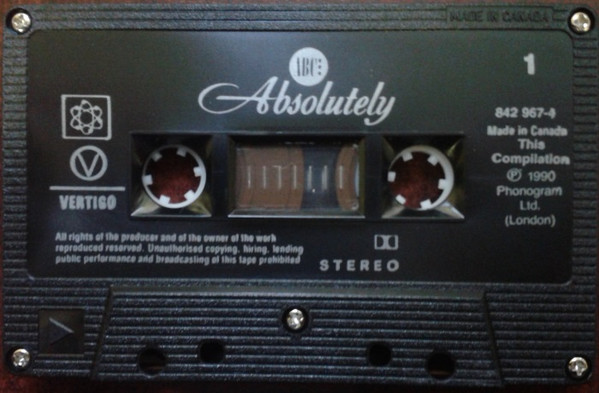 MADE IN CANADA
ABC
Absolutely
1
842 967-4
Made in Canada
This
Compilation
℗ 1990
Phonogram
Ltd.
(London)
V
VERTIGO
All rights of the producer and of the owner of the work
reproduced reserved. Unauthorised copying, hiring, lending
public performance and broadcasting of this tape prohibited
STEREO